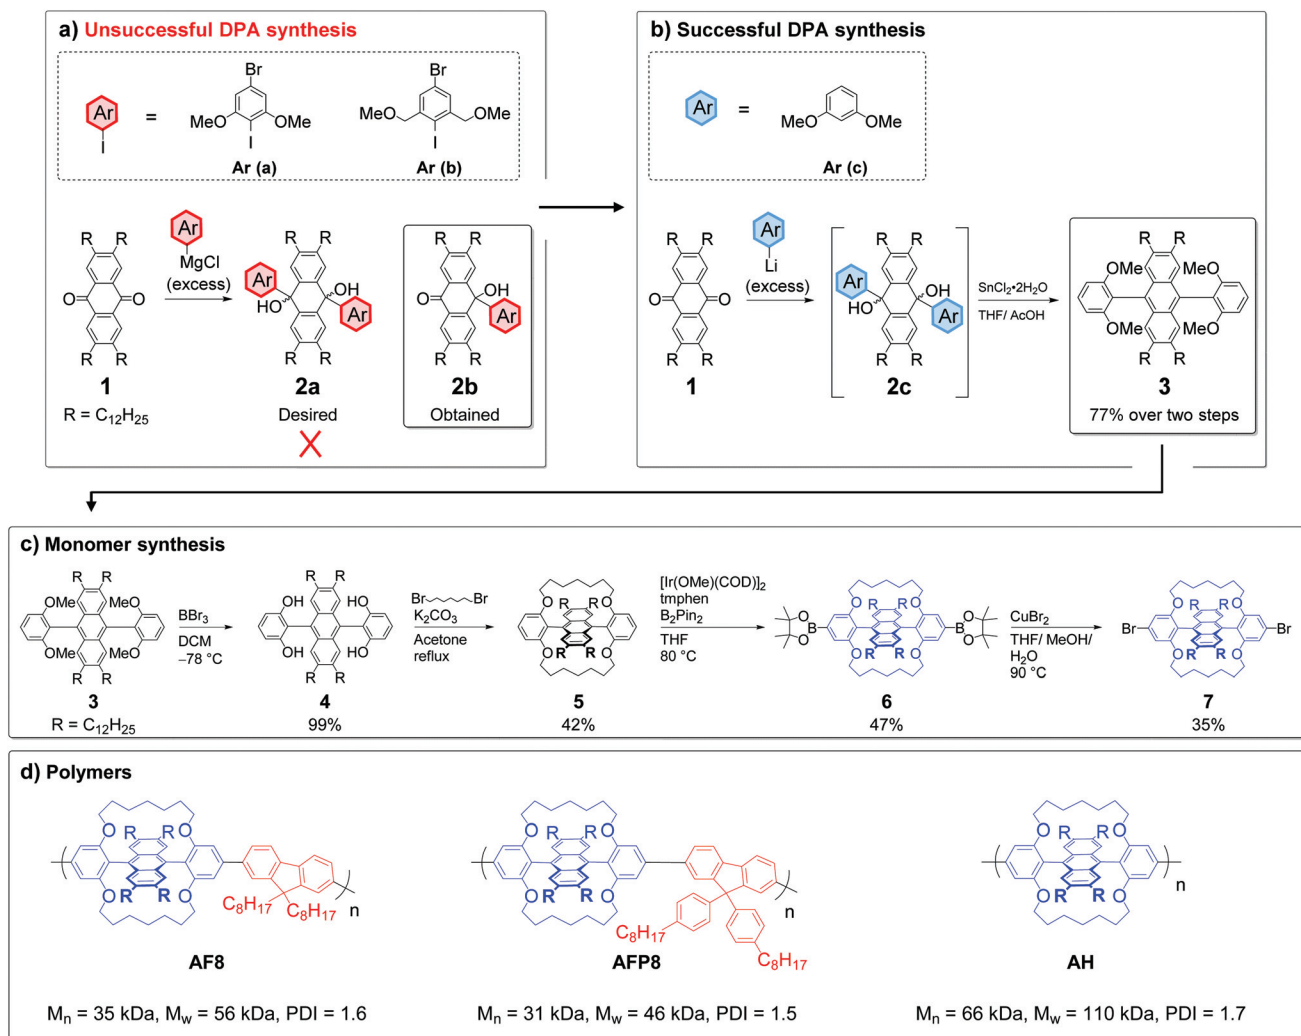 a) Unsuccessful DPA synthesis
Ar
I
=
Br
MeO OMe
I
Ar (a)
Br
MeO OMe
I
Ar (b)
R R
O O
R R
1
R = C₁₂H₂₅
Ar
MgCl
(excess)
R R
Ar
OH
HO
Ar
R R
2a
Desired
R R
OH
O
Ar
R R
2b
Obtained
b) Successful DPA synthesis
Ar
=
MeO OMe
Ar (c)
R R
O O
R R
1
Ar
Li
(excess)
R R
Ar
OH
HO
Ar
R R
2c
SnCl₂•2H₂O
THF/ AcOH
R R
OMe MeO
OMe MeO
R R
3
77% over two steps
c) Monomer synthesis
R R
OMe MeO
OMe MeO
R R
3
R = C₁₂H₂₅
BBr₃
DCM
–78 °C
R R
OH OH
OH OH
R R
4
99%
Br Br
K₂CO₃
Acetone
reflux
O O
R R
R R
O O
5
42%
[Ir(OMe)(COD)]₂
tmphen
B₂Pin₂
THF
80 °C
O O
R R
O O
B B
O O
R R
O O
6
47%
CuBr₂
THF/ MeOH/
H₂O
90 °C
O O
R R
Br Br
R R
O O
7
35%
d) Polymers
O O
R R
R R
O O
C₈H₁₇ C₈H₁₇
n
AF8
Mₙ = 35 kDa, M_w = 56 kDa, PDI = 1.6
O O
R R
R R
O O
n
C₈H₁₇
C₈H₁₇
AFP8
Mₙ = 31 kDa, M_w = 46 kDa, PDI = 1.5
O O
R R
R R
O O
n
AH
Mₙ = 66 kDa, M_w = 110 kDa, PDI = 1.7